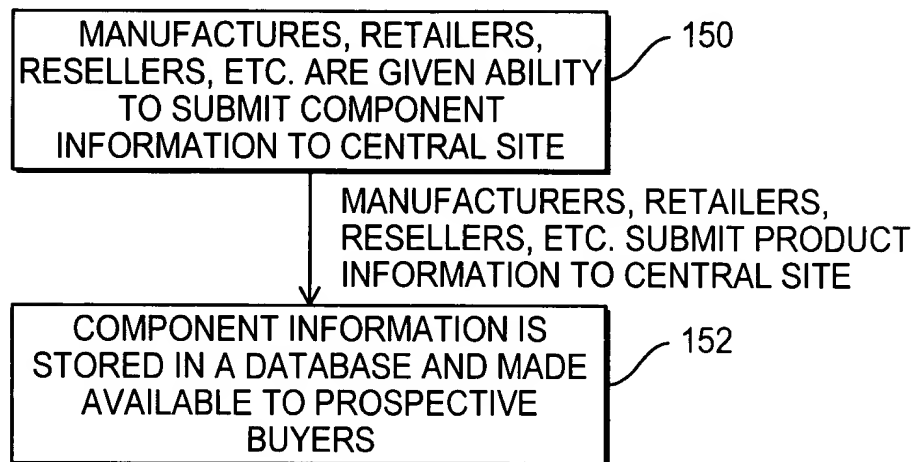 MANUFACTURES, RETAILERS,
RESELLERS, ETC. ARE GIVEN ABILITY
TO SUBMIT COMPONENT
INFORMATION TO CENTRAL SITE
150
MANUFACTURERS, RETAILERS,
RESELLERS, ETC. SUBMIT PRODUCT
INFORMATION TO CENTRAL SITE
COMPONENT INFORMATION IS
STORED IN A DATABASE AND MADE
AVAILABLE TO PROSPECTIVE
BUYERS
152